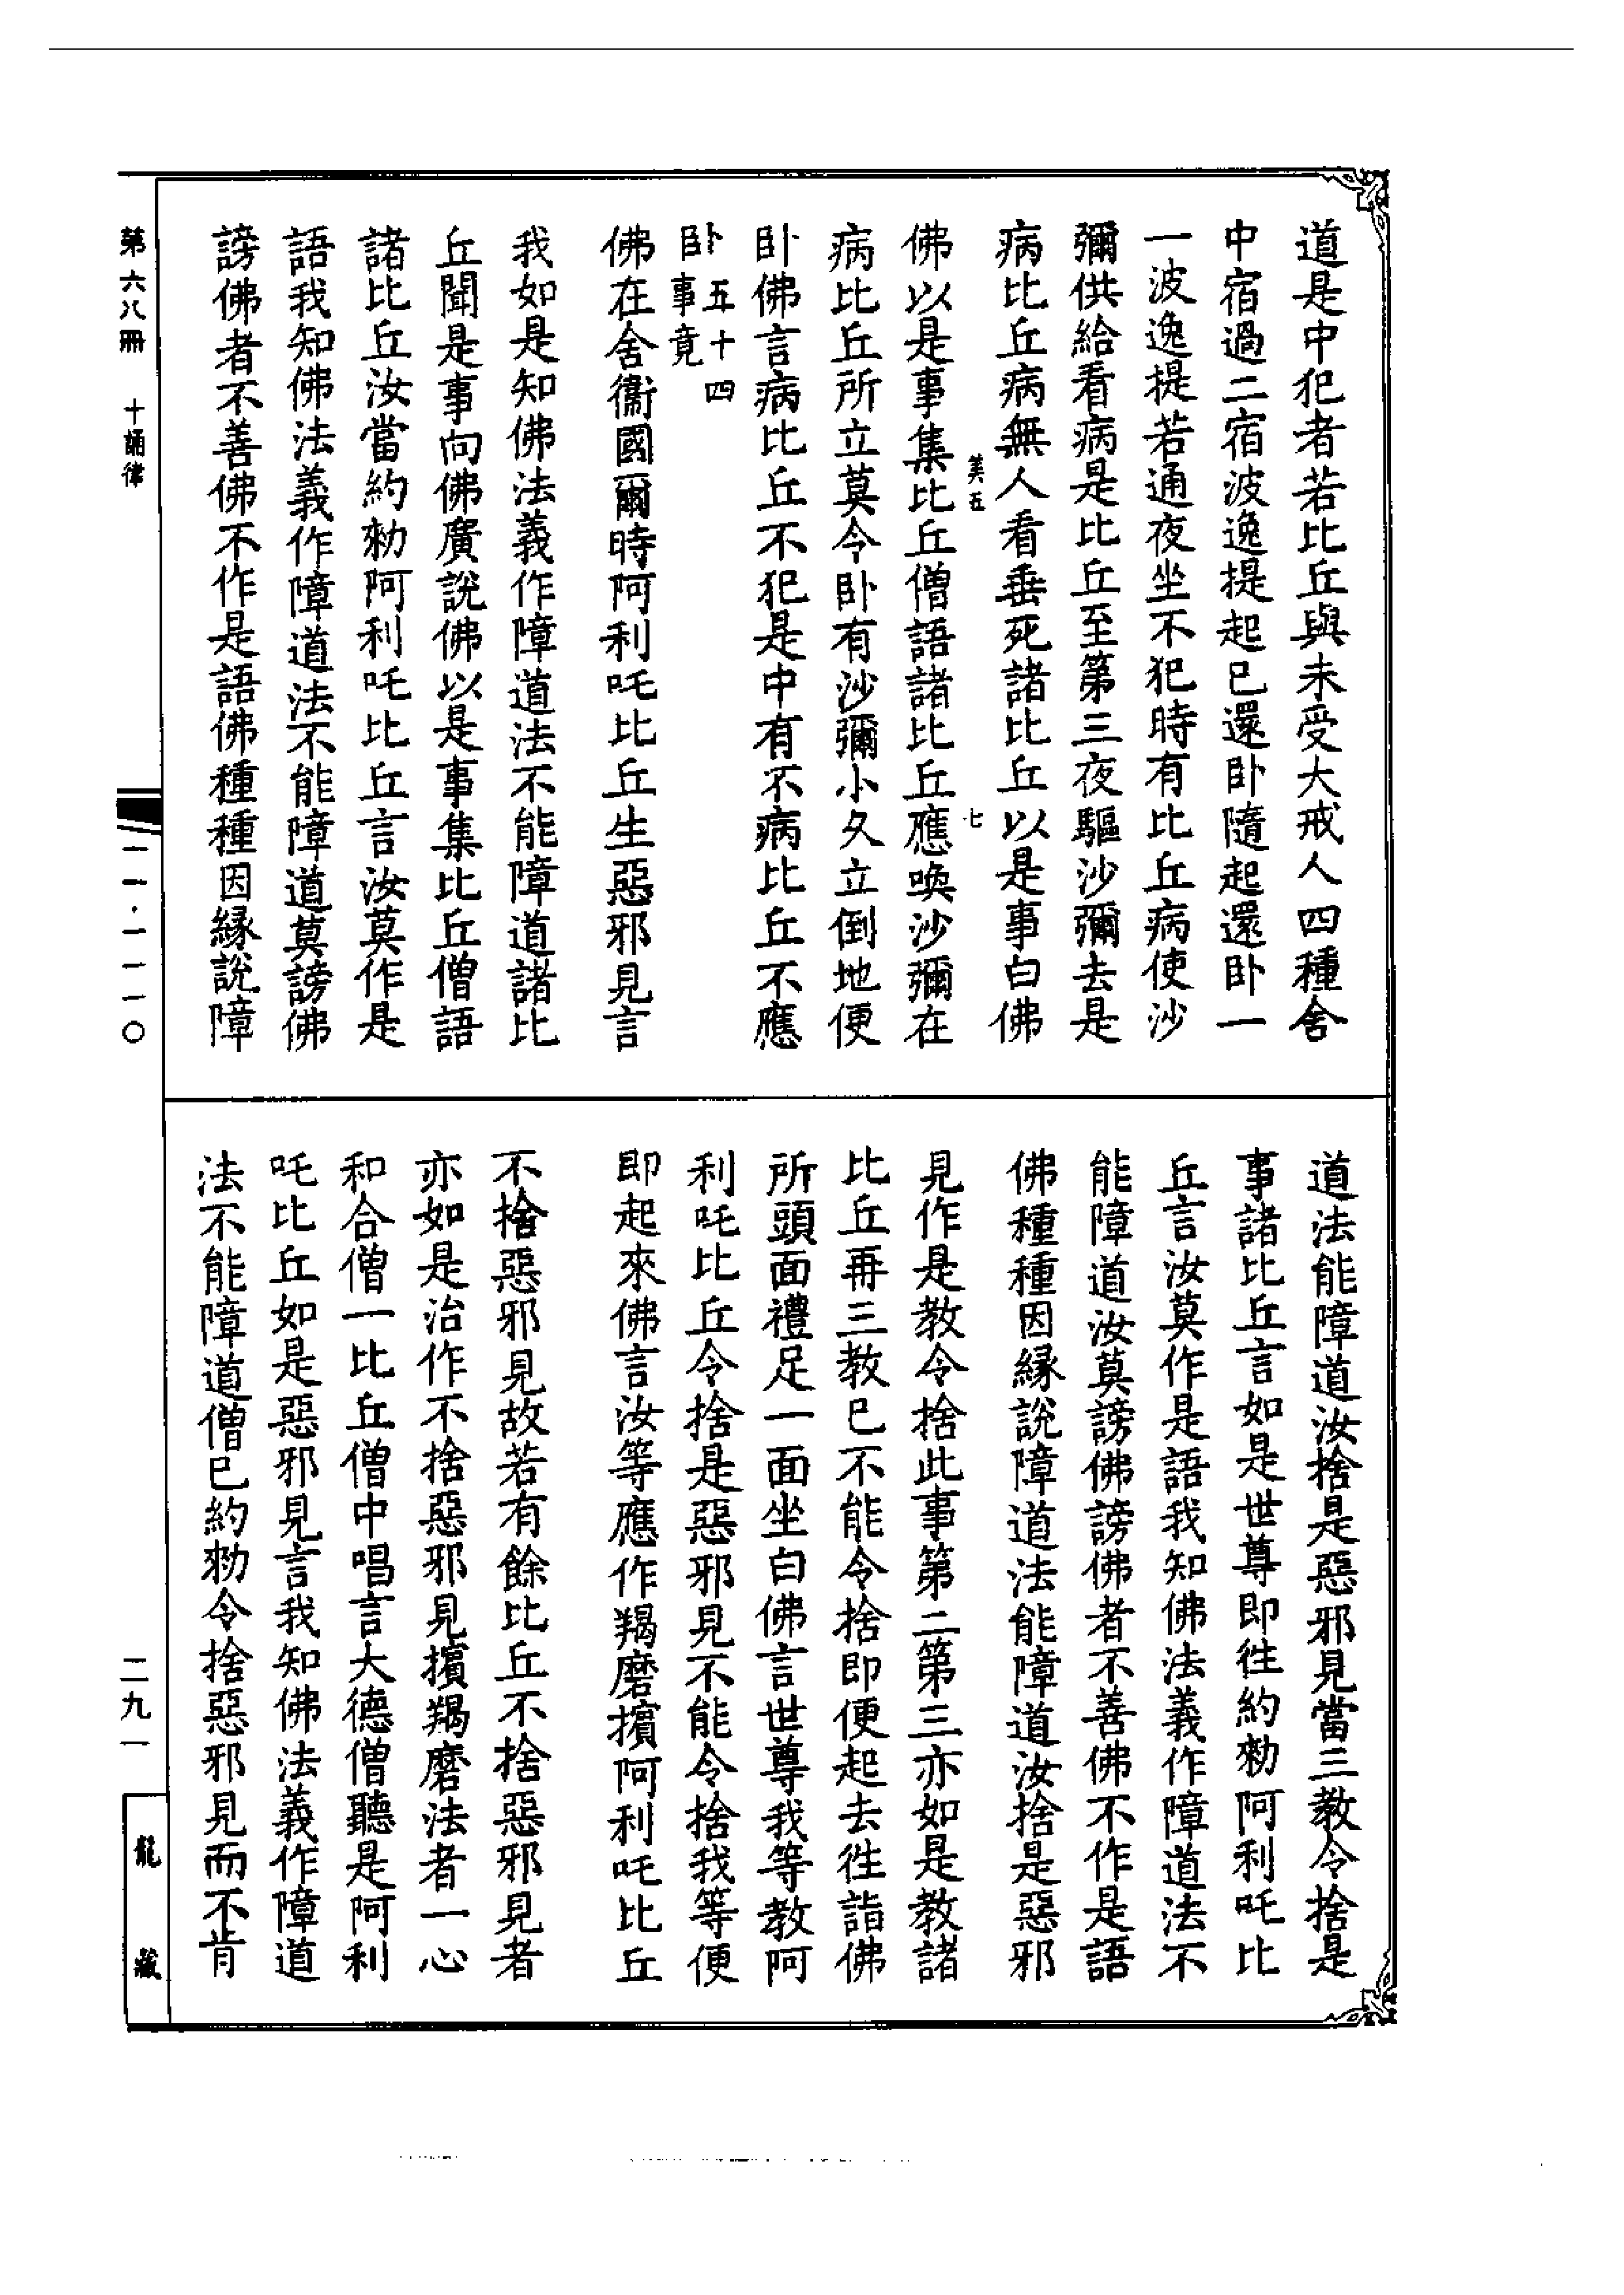 道是中犯者若比丘與未受大戒人四種舍
中宿過二宿波逸提起已還卧隨起還卧一
一波逸提若通夜坐不犯時有比丘病使沙
彌供給看病是比丘至第三夜驅沙彌去是
病比丘病無人看垂死諸比丘以是事白佛
美五 七
佛以是事集比丘僧語諸比丘應喚沙彌在
病比丘所立莫令卧有沙彌小久立倒地便
卧佛言病比丘不犯是中有不病比丘不應
卧五十四
卧事竟
佛在舍衞國爾時阿利吒比丘生惡邪見言
我如是知佛法義作障道法不能障道諸比
丘聞是事向佛廣說佛以是事集比丘僧語
諸比丘汝當約勑阿利吒比丘言汝莫作是
語我知佛法義作障道法不能障道莫謗佛
謗佛者不善佛不作是語佛種種因緣說障
道法能障道汝捨是惡邪見當三教令捨是
事諸比丘言如是世尊即徃約勑阿利吒比
丘言汝莫作是語我知佛法義作障道法不
能障道汝莫謗佛謗佛者不善佛不作是語
佛種種因緣說障道法能障道汝捨是惡邪
見作是教令捨此事第二第三亦如是教諸
比丘再三教已不能令捨即便起去徃詣佛
所頭面禮足一面坐白佛言世尊我等教阿
利吒比丘令捨是惡邪見不能令捨我等便
即起來佛言汝等應作羯磨擯阿利吒比丘
不捨惡邪見故若有餘比丘不捨惡邪見者
亦如是治作不捨惡邪見擯羯磨法者一心
和合僧一比丘僧中唱言大德僧聽是阿利
吒比丘如是惡邪見言我知佛法義作障道
法不能障道僧已約勑令捨惡邪見而不肯
第六八冊 十誦律
一一·一一一〇
二九一
龍藏